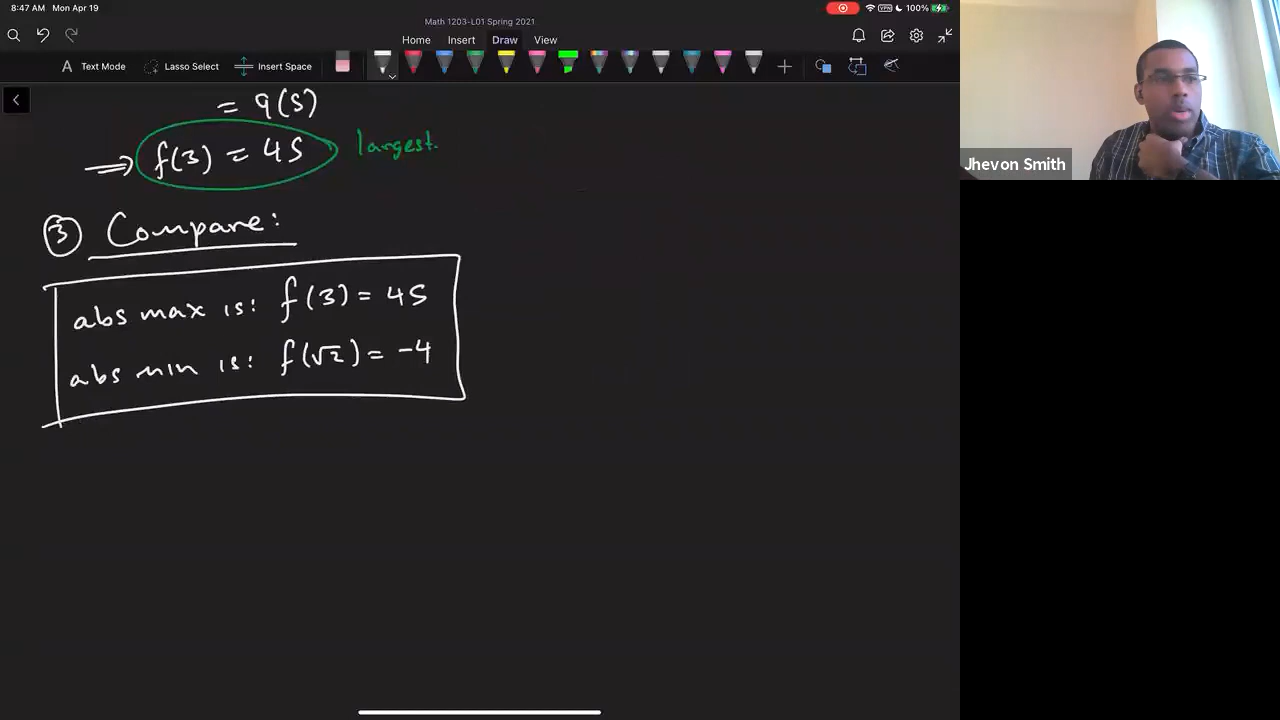 8:47 AM Mon Apr 19
100%
Math 1203-L01 Spring 2021
Home Insert Draw View
Text Mode Lasso Select Insert Space
= 9(5)
⇒ f(3) = 45 largest.
③ Compare:
abs max is: f(3) = 45
abs min is: f(√2) = -4
Jhevon Smith